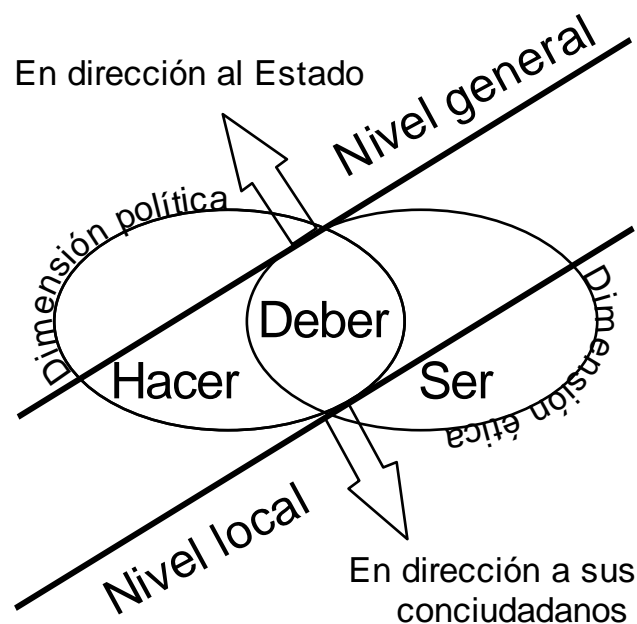 En dirección al Estado
Nivel general
Dimensión política
Deber
Hacer
Ser
Dimensión ética
Nivel local
En dirección a sus
conciudadanos